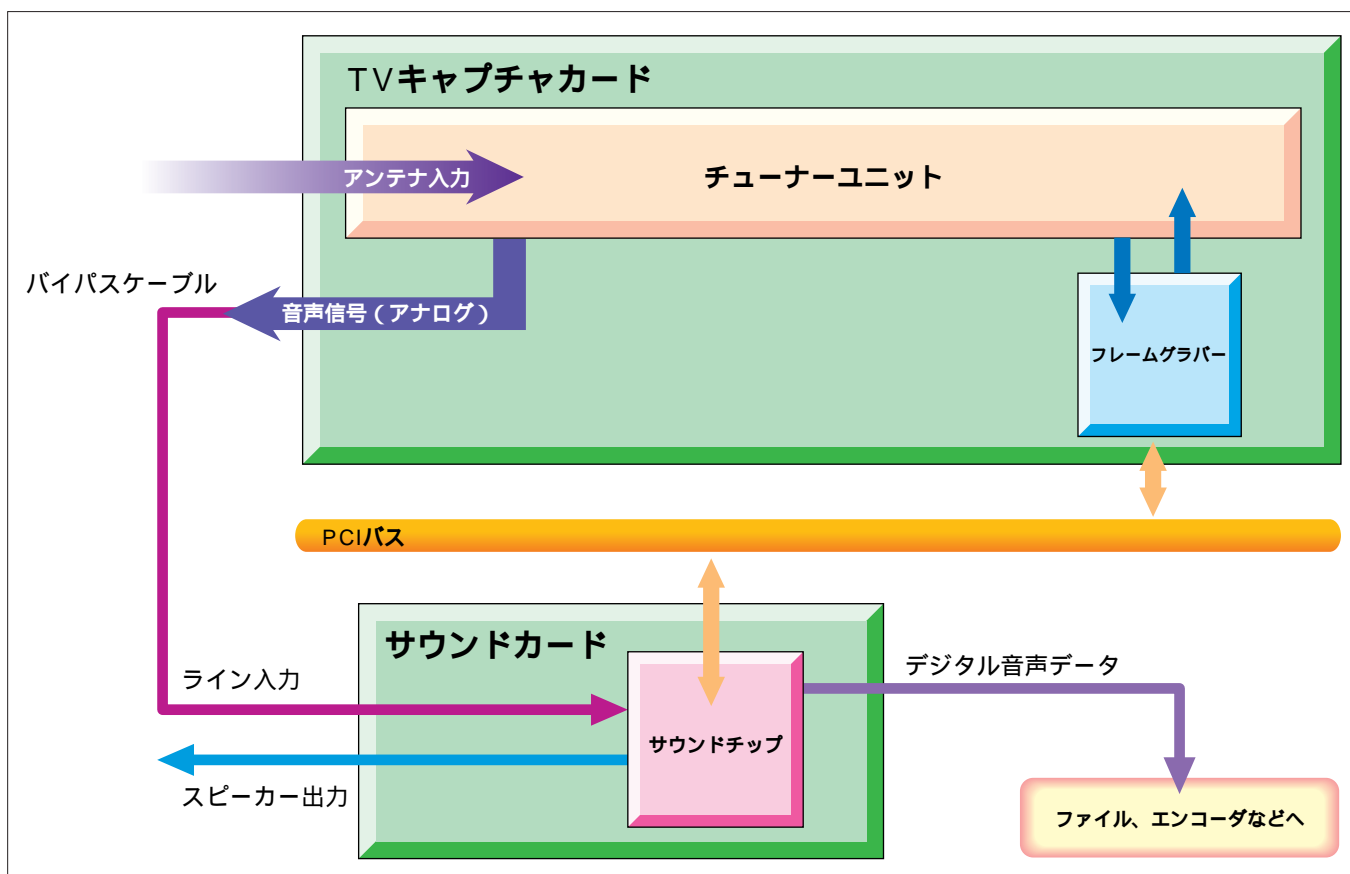 TVキャプチャカード
アンテナ入力
チューナーユニット
バイパスケーブル
音声信号(アナログ)
フレームグラバー
PCIバス
サウンドカード
ライン入力
デジタル音声データ
サウンドチップ
スピーカー出力
ファイル、エンコーダなどへ